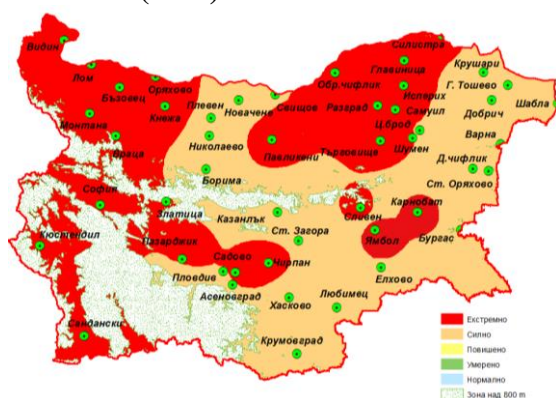 Видин
Лом
Бъзовец
Оряхово
Монтана
Кнежа
Враца
Плевен
Новачене
Николаево
Свищов
Павликени
Борима
Силистра
Главиница
Обр.чифлик
Исперих
Разград
Самуил
Ц.брод
Търговище
Шумен
Крушари
Г. Тошево
Шабла
Добрич
Варна
Д.чифлик
Ст. Оряхово
София
Златица
Казанлък
Сливен
Карнобат
Кюстендил
Пазарджик
Ст. Загора
Ямбол
Бургас
Садово
Чирпан
Пловдив
Асеновград
Елхово
Хасково
Любимец
Сандански
Крумовград
Екстремно
Силно
Повишено
Умерено
Нормално
Зона над 800 m